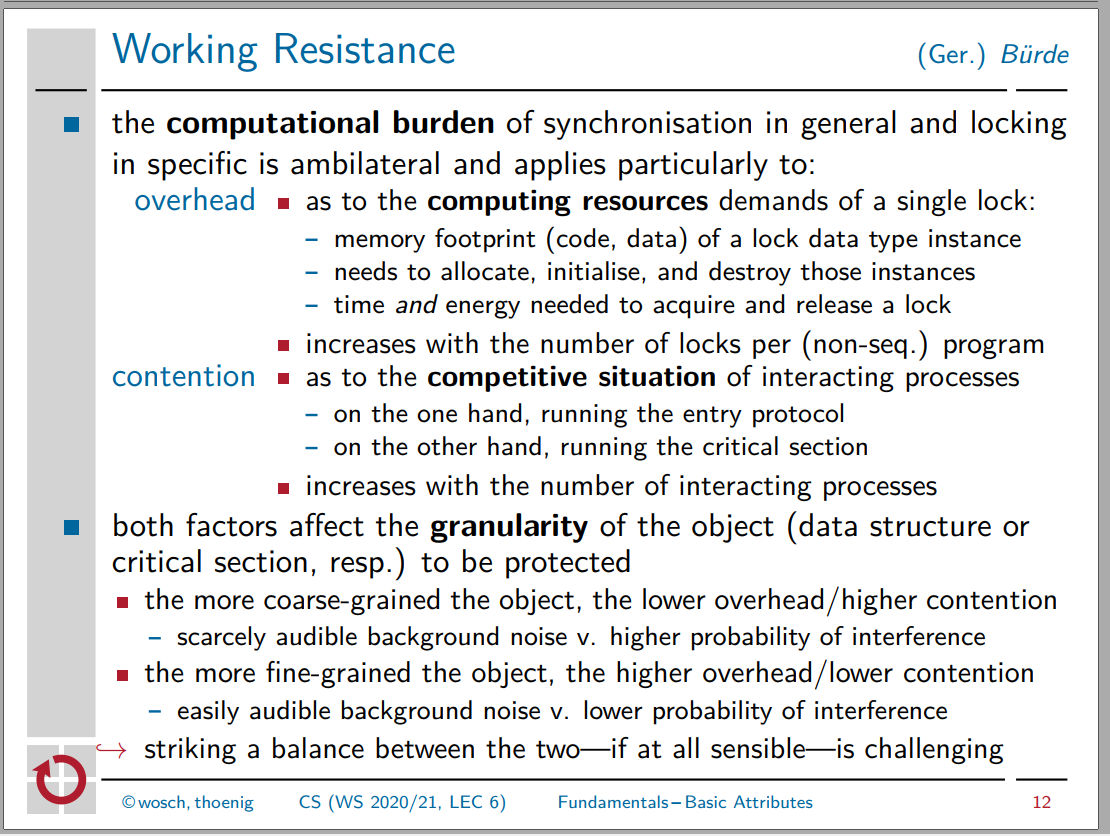 Working Resistance (Ger.) Bürde
the computational burden of synchronisation in general and locking
in specific is ambilateral and applies particularly to:
overhead as to the computing resources demands of a single lock:
– memory footprint (code, data) of a lock data type instance
– needs to allocate, initialise, and destroy those instances
– time and energy needed to acquire and release a lock
increases with the number of locks per (non-seq.) program
contention as to the competitive situation of interacting processes
– on the one hand, running the entry protocol
– on the other hand, running the critical section
increases with the number of interacting processes
both factors affect the granularity of the object (data structure or
critical section, resp.) to be protected
the more coarse-grained the object, the lower overhead/higher contention
– scarcely audible background noise v. higher probability of interference
the more fine-grained the object, the higher overhead/lower contention
– easily audible background noise v. lower probability of interference
↪ striking a balance between the two—if at all sensible—is challenging
©wosch, thoenig CS (WS 2020/21, LEC 6) Fundamentals – Basic Attributes 12